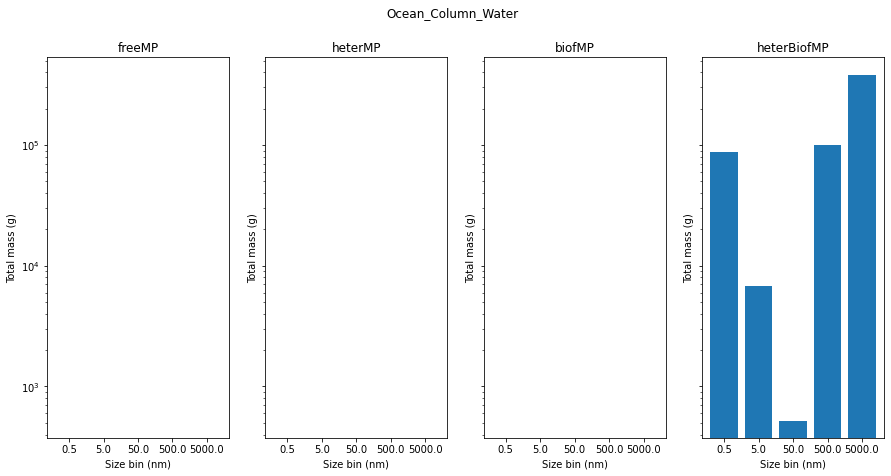 Ocean_Column_Water
freeMP
heterMP
biofMP
heterBiofMP
Total mass (g)
Total mass (g)
Total mass (g)
Total mass (g)
10^5
10^4
10^3
0.5 5.0 50.0 500.0 5000.0
0.5 5.0 50.0 500.0 5000.0
0.5 5.0 50.0 500.0 5000.0
0.5 5.0 50.0 500.0 5000.0
Size bin (nm)
Size bin (nm)
Size bin (nm)
Size bin (nm)